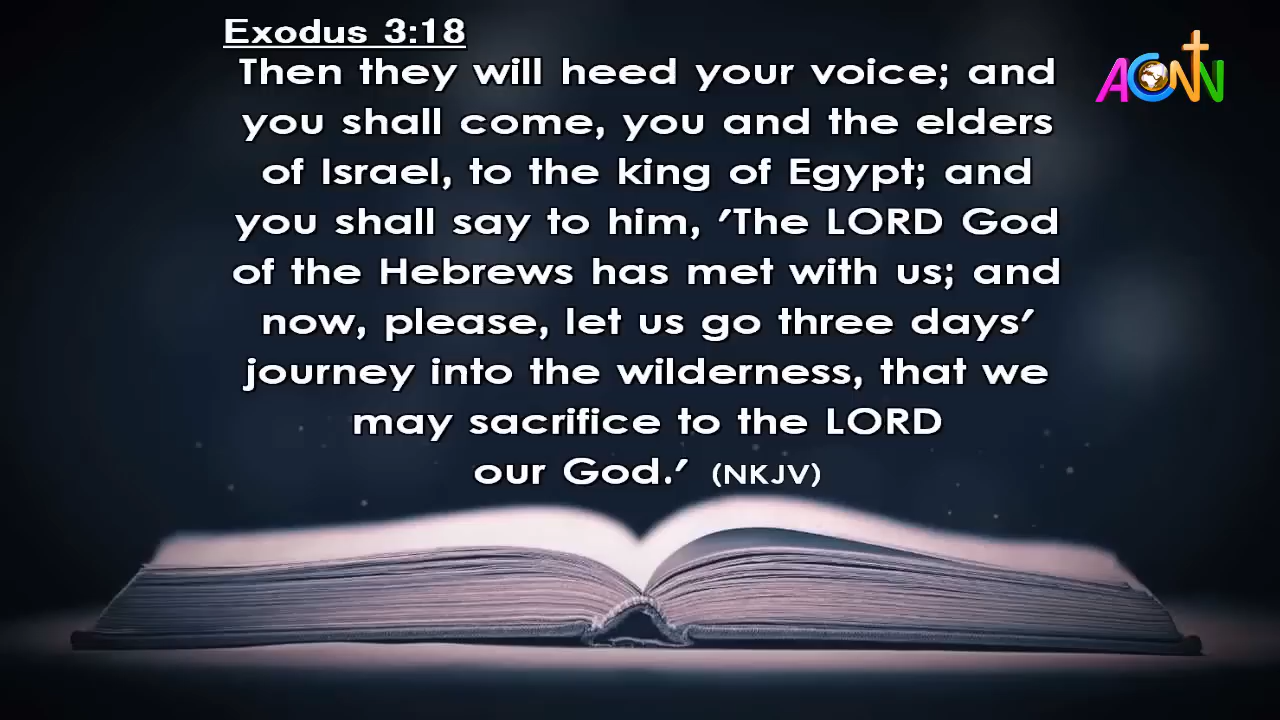 Exodus 3:18
Then they will heed your voice; and
you shall come, you and the elders
of Israel, to the king of Egypt; and
you shall say to him, 'The LORD God
of the Hebrews has met with us; and
now, please, let us go three days'
journey into the wilderness, that we
may sacrifice to the LORD
our God.' (NKJV)
ACNN